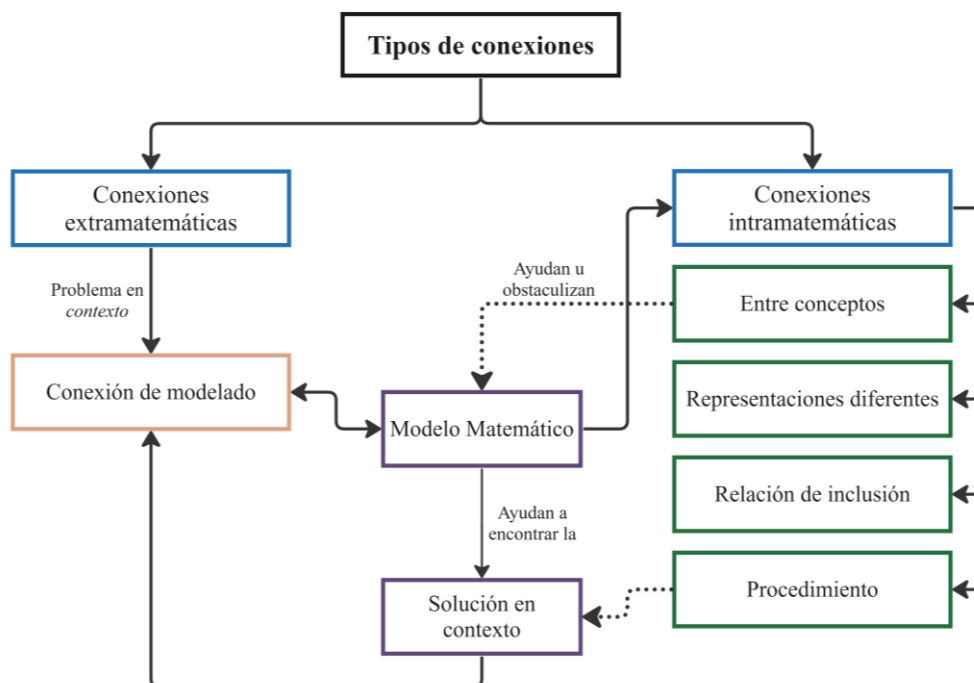 Tipos de conexiones
Conexiones
extramatemáticas
Conexiones
intramatemáticas
Problema en
contexto
Ayudan u
obstaculizan
Entre conceptos
Conexión de modelado
Modelo Matemático
Representaciones diferentes
Relación de inclusión
Ayudan a
encontrar la
Solución en
contexto
Procedimiento